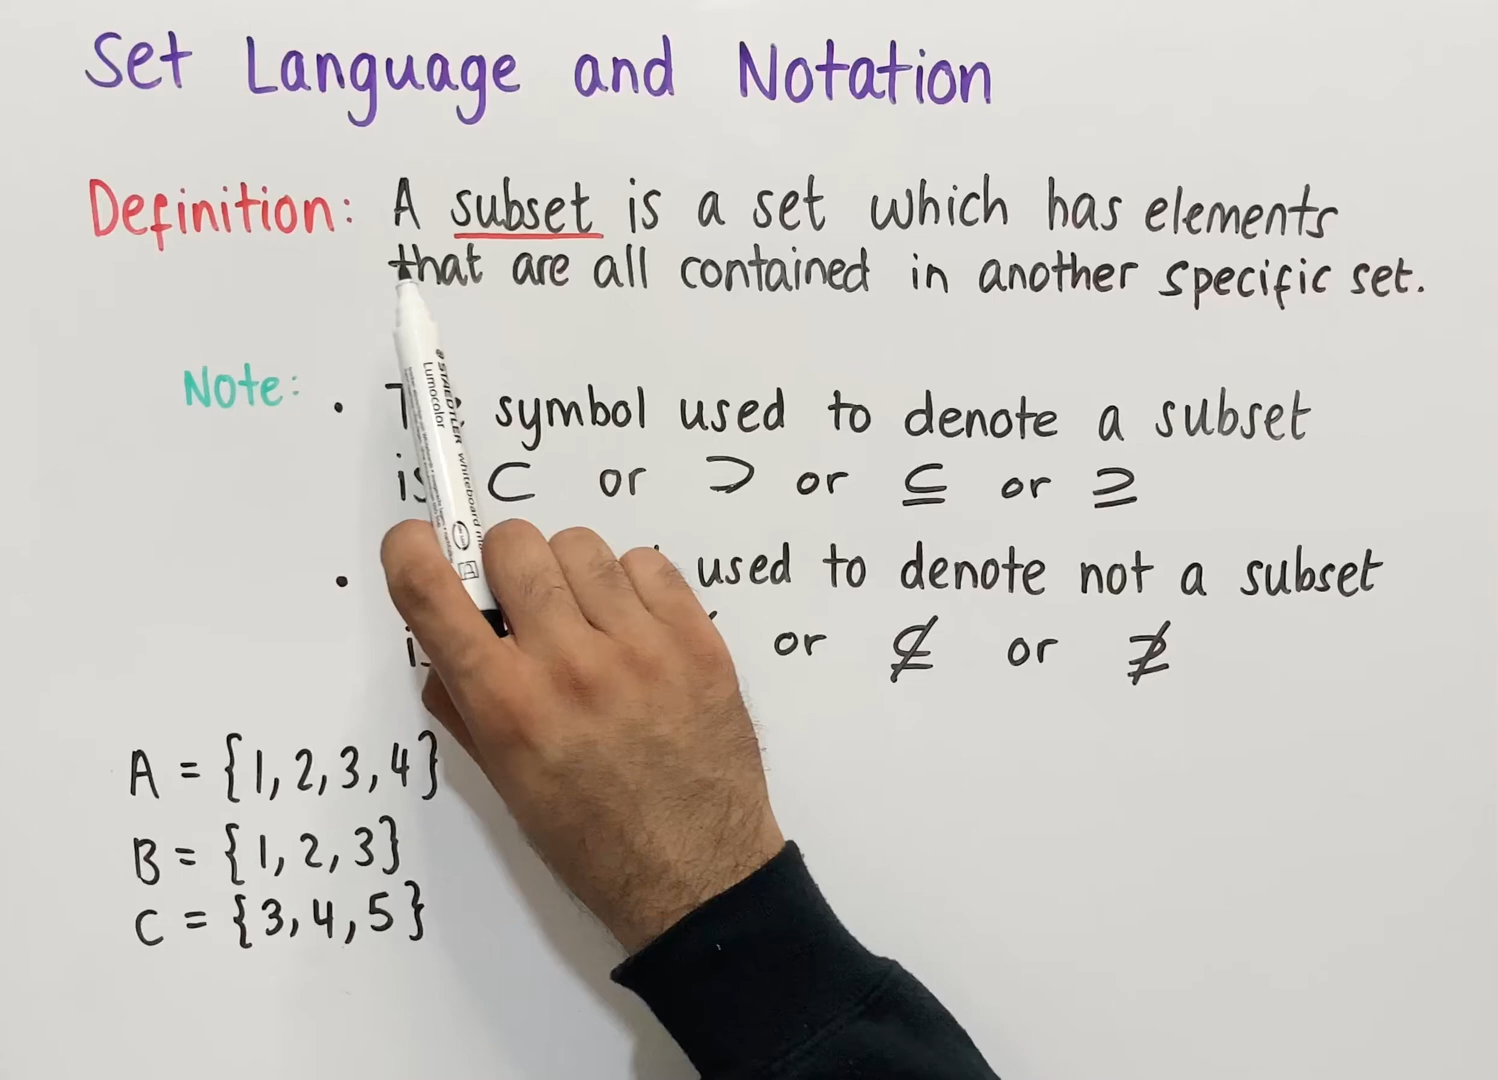 Set Language and Notation
Definition: A subset is a set which has elements
that are all contained in another specific set.
Note: • symbol used to denote a subset
is ⊂ or ⊃ or ⊆ or ⊇
• used to denote not a subset
or ⊈ or ⊉
A = {1, 2, 3, 4}
B = {1, 2, 3}
C = {3, 4, 5}
STAEDTLER
Lumocolor
whiteboard